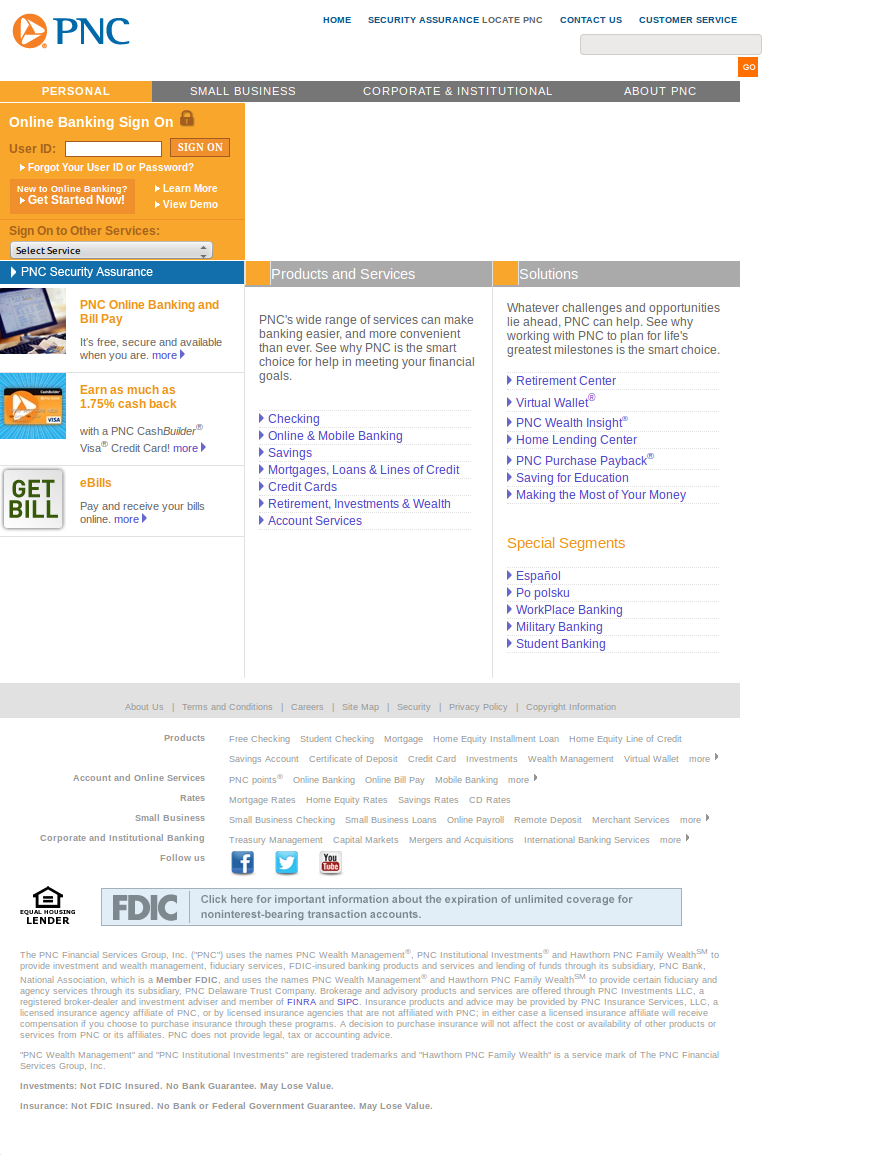 PNC
HOME SECURITY ASSURANCE LOCATE PNC CONTACT US CUSTOMER SERVICE
GO
PERSONAL SMALL BUSINESS CORPORATE & INSTITUTIONAL ABOUT PNC
Online Banking Sign On
User ID: SIGN ON
Forgot Your User ID or Password?
New to Online Banking?
Get Started Now!
Learn More
View Demo
Sign On to Other Services:
Select Service
PNC Security Assurance
PNC Online Banking and
Bill Pay
It's free, secure and available
when you are. more
Earn as much as
1.75% cash back
with a PNC CashBuilder®
Visa® Credit Card! more
GET
BILL
eBills
Pay and receive your bills
online. more
Products and Services
PNC's wide range of services can make
banking easier, and more convenient
than ever. See why PNC is the smart
choice for help in meeting your financial
goals.
Checking
Online & Mobile Banking
Savings
Mortgages, Loans & Lines of Credit
Credit Cards
Retirement, Investments & Wealth
Account Services
Solutions
Whatever challenges and opportunities
lie ahead, PNC can help. See why
working with PNC to plan for life's
greatest milestones is the smart choice.
Retirement Center
Virtual Wallet®
PNC Wealth Insight®
Home Lending Center
PNC Purchase Payback®
Saving for Education
Making the Most of Your Money
Special Segments
Español
Po polsku
WorkPlace Banking
Military Banking
Student Banking
About Us | Terms and Conditions | Careers | Site Map | Security | Privacy Policy | Copyright Information
Products Free Checking Student Checking Mortgage Home Equity Installment Loan Home Equity Line of Credit
Savings Account Certificate of Deposit Credit Card Investments Wealth Management Virtual Wallet more
Account and Online Services PNC points® Online Banking Online Bill Pay Mobile Banking more
Rates Mortgage Rates Home Equity Rates Savings Rates CD Rates
Small Business Small Business Checking Small Business Loans Online Payroll Remote Deposit Merchant Services more
Corporate and Institutional Banking Treasury Management Capital Markets Mergers and Acquisitions International Banking Services more
Follow us You Tube
EQUAL HOUSING
LENDER
FDIC
Click here for important information about the expiration of unlimited coverage for
noninterest-bearing transaction accounts.
The PNC Financial Services Group, Inc. ("PNC") uses the names PNC Wealth Management®, PNC Institutional Investments® and Hawthorn PNC Family WealthSM to
provide investment and wealth management, fiduciary services, FDIC-insured banking products and services and lending of funds through its subsidiary, PNC Bank,
National Association, which is a Member FDIC, and uses the names PNC Wealth Management® and Hawthorn PNC Family WealthSM to provide certain fiduciary and
agency services through its subsidiary, PNC Delaware Trust Company. Brokerage and advisory products and services are offered through PNC Investments LLC, a
registered broker-dealer and investment adviser and member of FINRA and SIPC. Insurance products and advice may be provided by PNC Insurance Services, LLC, a
licensed insurance agency affiliate of PNC, or by licensed insurance agencies that are not affiliated with PNC; in either case a licensed insurance affiliate will receive
compensation if you choose to purchase insurance through these programs. A decision to purchase insurance will not affect the cost or availability of other products or
services from PNC or its affiliates. PNC does not provide legal, tax or accounting advice.
"PNC Wealth Management" and "PNC Institutional Investments" are registered trademarks and "Hawthorn PNC Family Wealth" is a service mark of The PNC Financial
Services Group, Inc.
Investments: Not FDIC Insured. No Bank Guarantee. May Lose Value.
Insurance: Not FDIC Insured. No Bank or Federal Government Guarantee. May Lose Value.